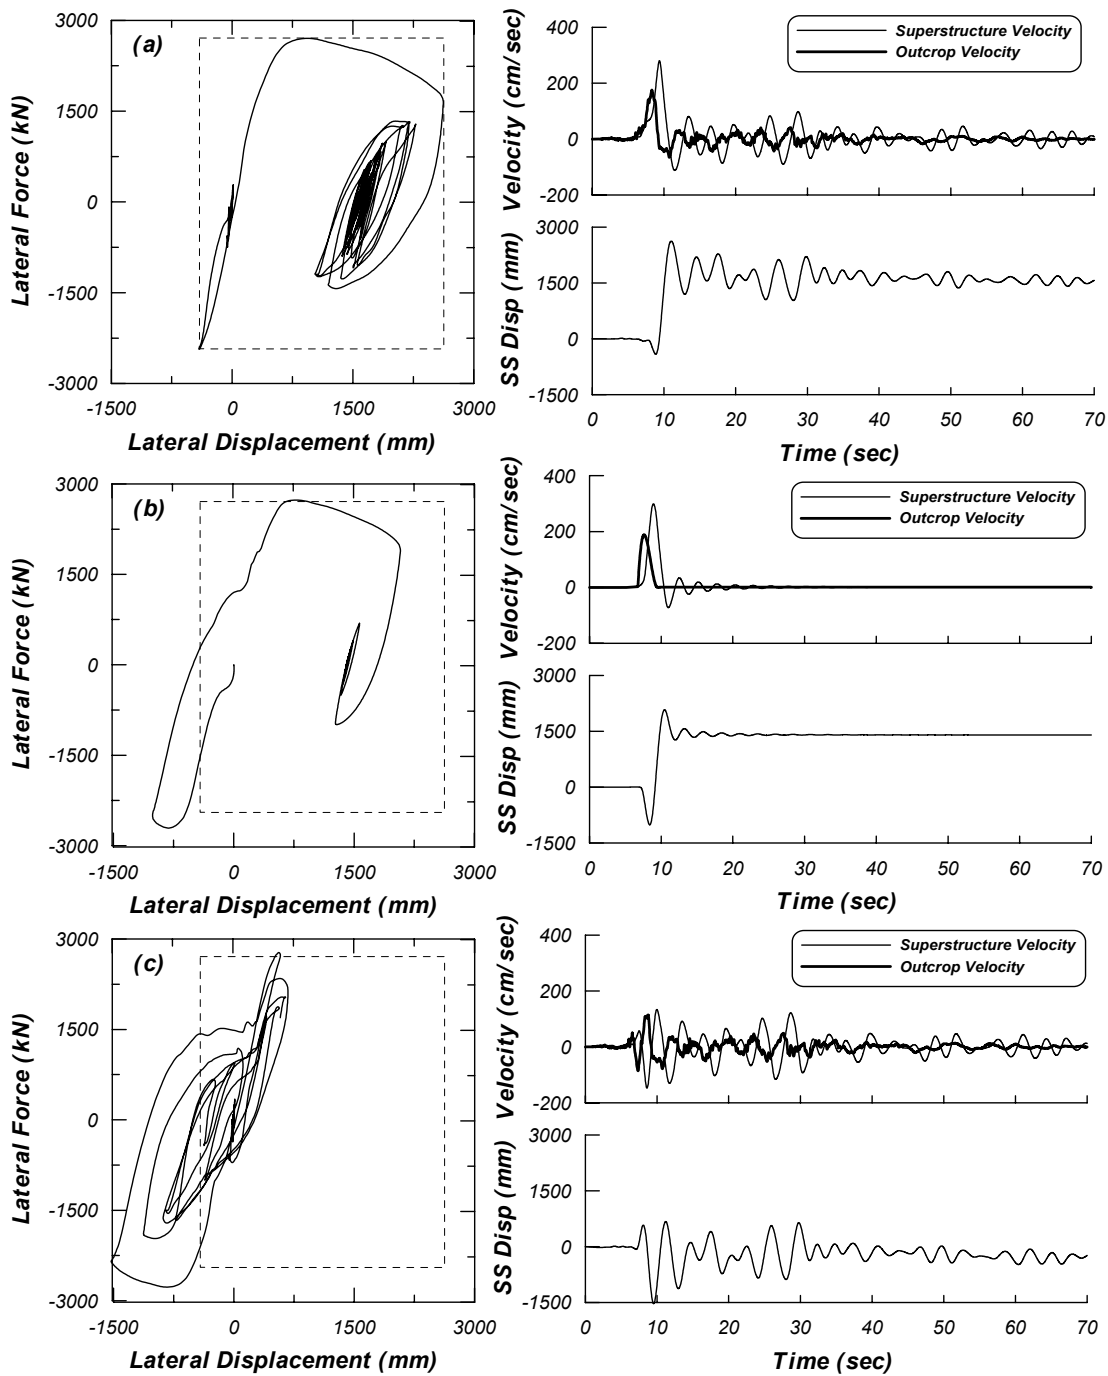 (a)
3000
1500
0
-1500
-3000
Lateral Force (kN)
-1500 0 1500 3000
Lateral Displacement (mm)
400
200
0
-200
Velocity (cm/sec)
Superstructure Velocity
Outcrop Velocity
3000
1500
0
-1500
SS Disp (mm)
0 10 20 30 40 50 60 70
Time (sec)
(b)
3000
1500
0
-1500
-3000
Lateral Force (kN)
-1500 0 1500 3000
Lateral Displacement (mm)
400
200
0
-200
Velocity (cm/sec)
Superstructure Velocity
Outcrop Velocity
3000
1500
0
-1500
SS Disp (mm)
0 10 20 30 40 50 60 70
Time (sec)
(c)
3000
1500
0
-1500
-3000
Lateral Force (kN)
-1500 0 1500 3000
Lateral Displacement (mm)
400
200
0
-200
Velocity (cm/sec)
Superstructure Velocity
Outcrop Velocity
3000
1500
0
-1500
SS Disp (mm)
0 10 20 30 40 50 60 70
Time (sec)